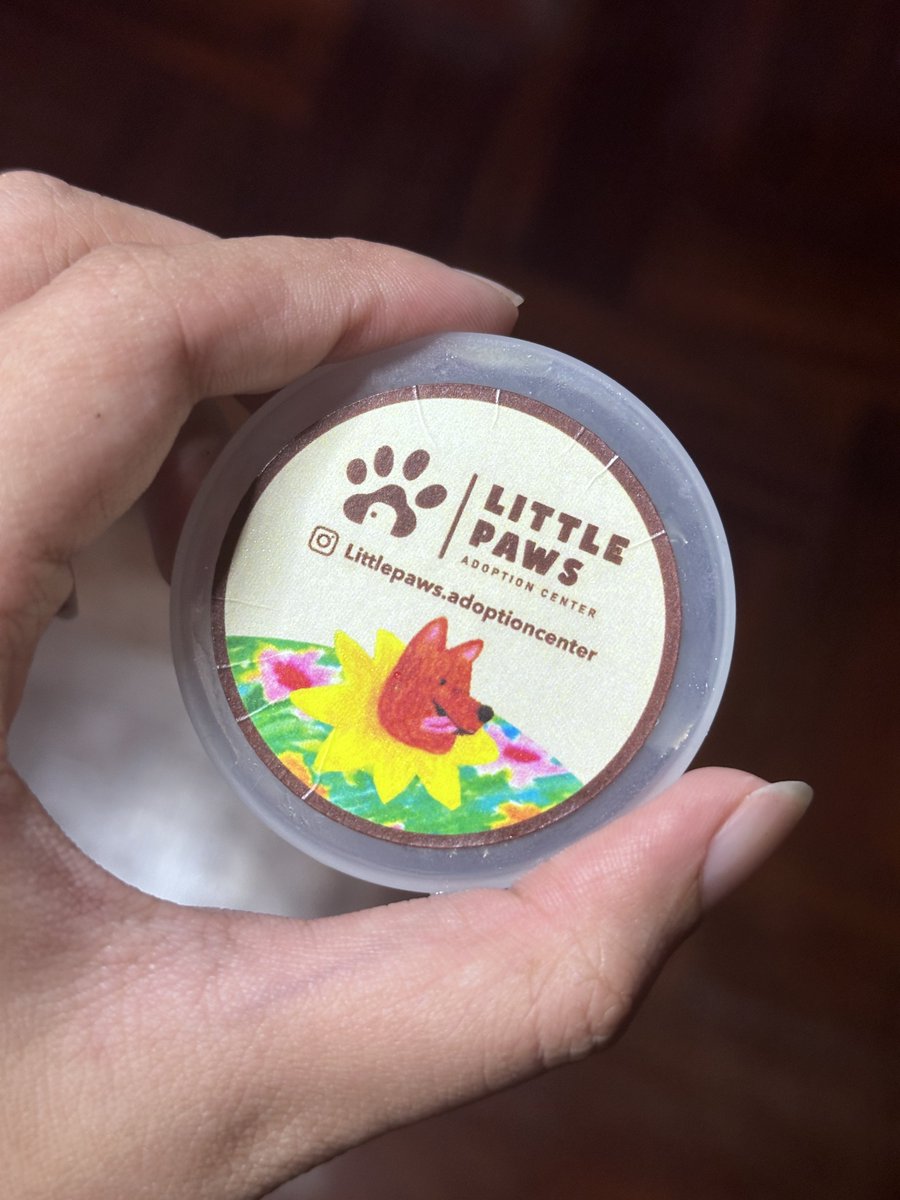 LITTLE
PAWS
ADOPTION CENTER
Littlepaws.adoptioncenter